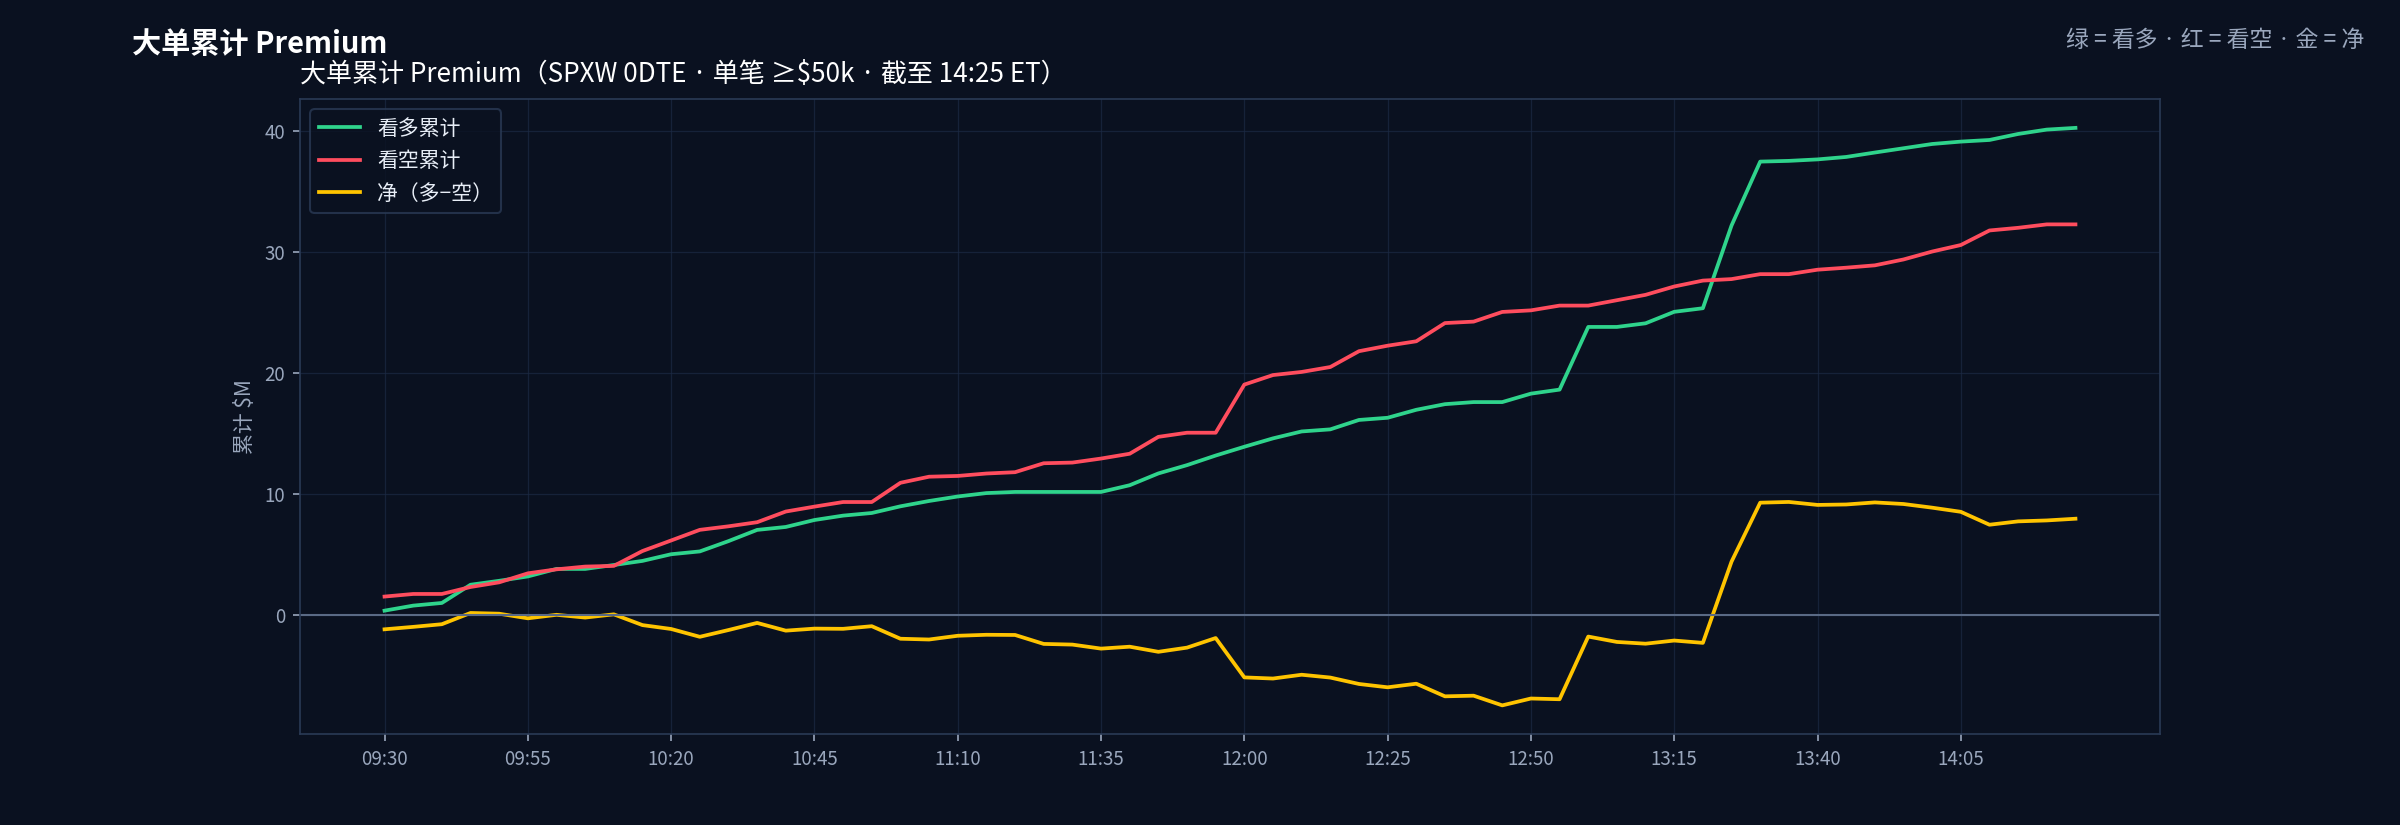 大单累计 Premium
绿 = 看多 · 红 = 看空 · 金 = 净
大单累计 Premium（SPXW 0DTE · 单笔 ≥$50k · 截至 14:25 ET）
看多累计
看空累计
净（多−空）
累计 $M
40
30
20
10
0
09:30 09:55 10:20 10:45 11:10 11:35 12:00 12:25 12:50 13:15 13:40 14:05